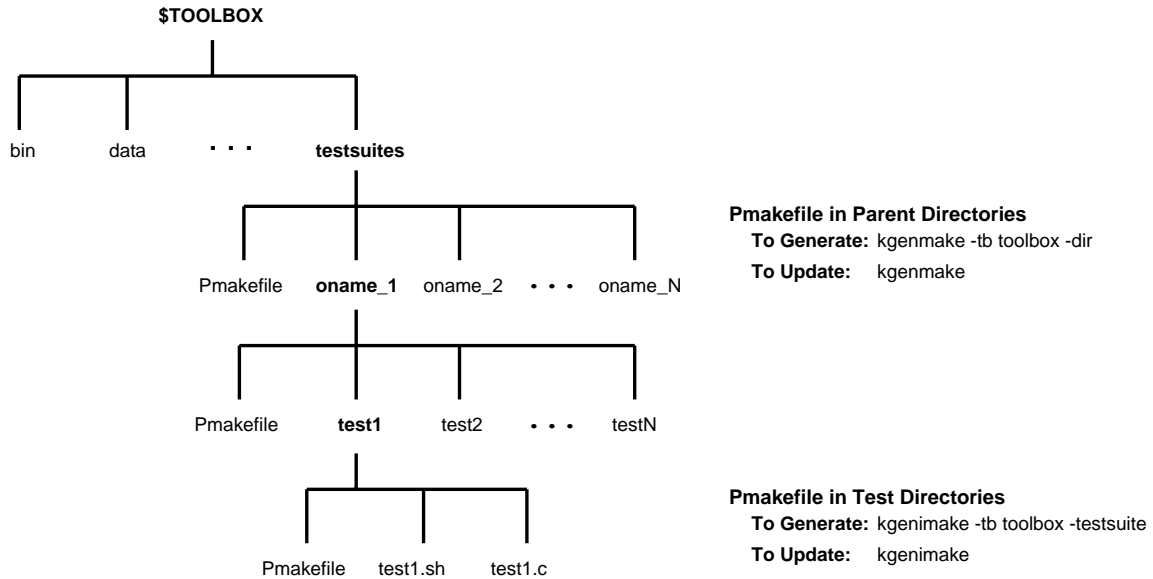 $TOOLBOX
bin data · · · testsuites
Pmakefile in Parent Directories
To Generate: kgenmake -tb toolbox -dir
To Update: kgenmake
Pmakefile oname_1 oname_2 • • • oname_N
Pmakefile test1 test2 • • • testN
Pmakefile in Test Directories
To Generate: kgenimake -tb toolbox -testsuite
To Update: kgenimake
Pmakefile test1.sh test1.c